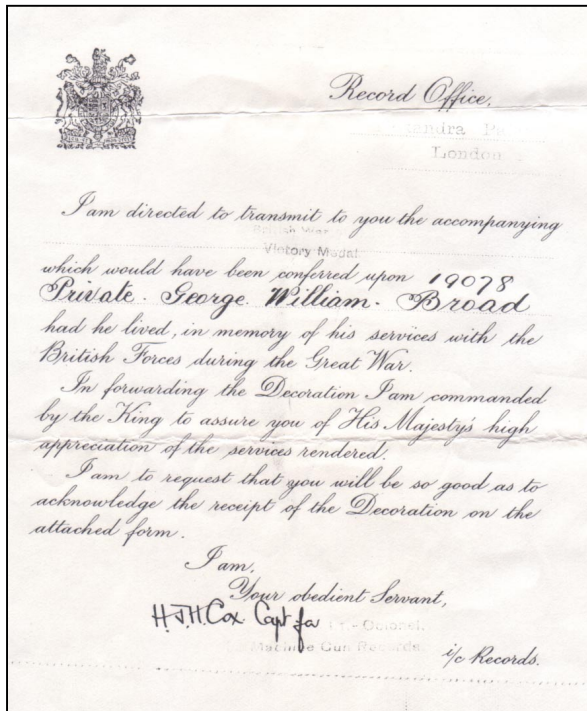 Record Office.
London
I am directed to transmit to you the accompanying
British War
Victory Medal
which would have been conferred upon 19078
Private. George. William. Broad
had he lived, in memory of his services with the
British Forces during the Great War.
In forwarding the Decoration I am commanded
by the King to assure you of His Majesty's high
appreciation of the services rendered.
I am to request that you will be so good as to
acknowledge the receipt of the Decoration on the
attached form.
I am,
Your obedient Servant,
H.J.H. Cox. Capt for
Lt.-Colonel.
Machine Gun Records.
i/c Records.